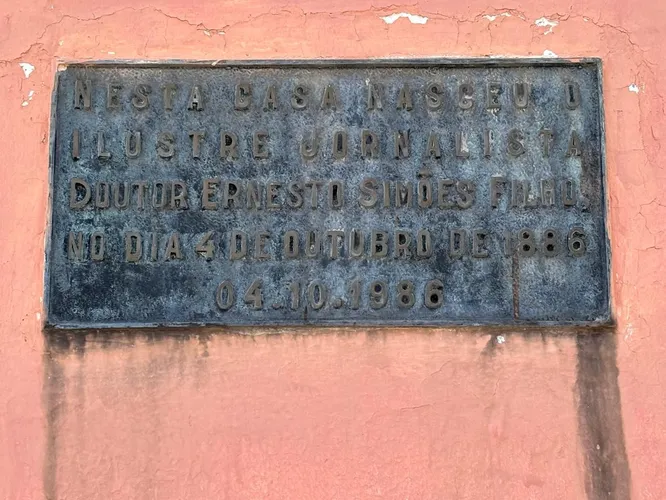 NESTA CASA NASCEU O
ILUSTRE JORNALISTA
DOUTOR ERNESTO SIMÕES FILHO,
NO DIA 4 DE OUTUBRO DE 1886
04.10.1986